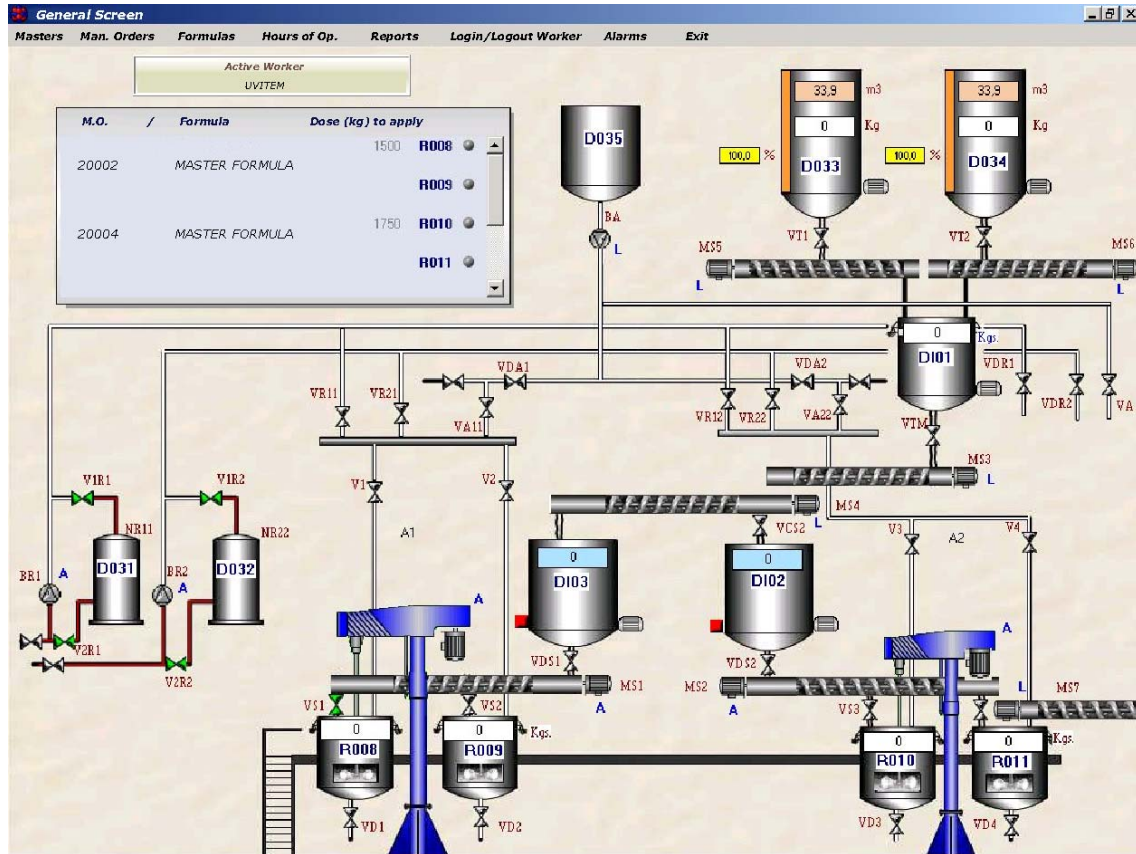 General Screen
Masters Man. Orders Formulas Hours of Op. Reports Login/Logout Worker Alarms Exit
Active Worker
UVITEM
M.O. / Formula Dose (kg) to apply
1500 R008
20002 MASTER FORMULA
R009
1750 R010
20004 MASTER FORMULA
R011
D035
33,9 m3
0 Kg
100,0 %
D033
33,9 m3
0 Kg
100,0 %
D034
BA
L
VT1
VT2
MS5
L
MS6
L
0 Kgs.
DI01
VDR1
VDR2
VA
VDA1
VDA2
VR11
VR21
VA11
VR12
VR22
VA22
VTM
MS3
L
V1R1
V1R2
V1
V2
MS4
L
VCS2
V3
V4
NR11
NR22
A1
A2
0
DI03
0
DI02
D031
D032
BR1 A
BR2 A
V2R1
V2R2
A
A
VDS1
VDS2
MS1
A
MS2
A
L
MS7
VS1
VS2
VS3
0
R008
0 Kgs.
R009
0
R010
0 Kgs.
R011
VD1
VD2
VD3
VD4